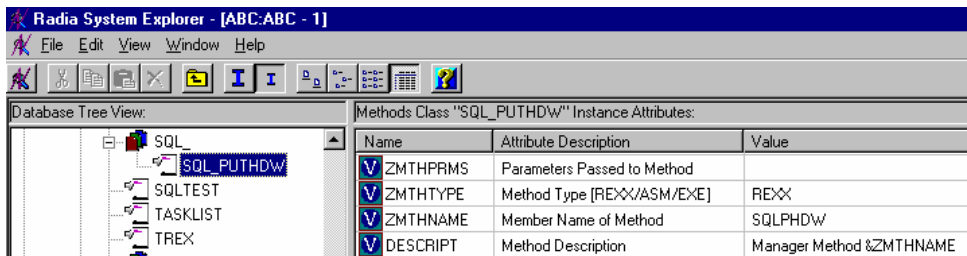 Radia System Explorer - [ABC:ABC - 1]
File Edit View Window Help
Database Tree View:
Methods Class "SQL_PUTHDW" Instance Attributes:
SQL_
SQL_PUTHDW
SQLTEST
TASKLIST
TREX
Name Attribute Description Value
V ZMTHPRMS Parameters Passed to Method
V ZMTHTYPE Method Type [REXX/ASM/EXE] REXX
V ZMTHNAME Member Name of Method SQLPHDW
V DESCRIPT Method Description Manager Method &ZMTHNAME